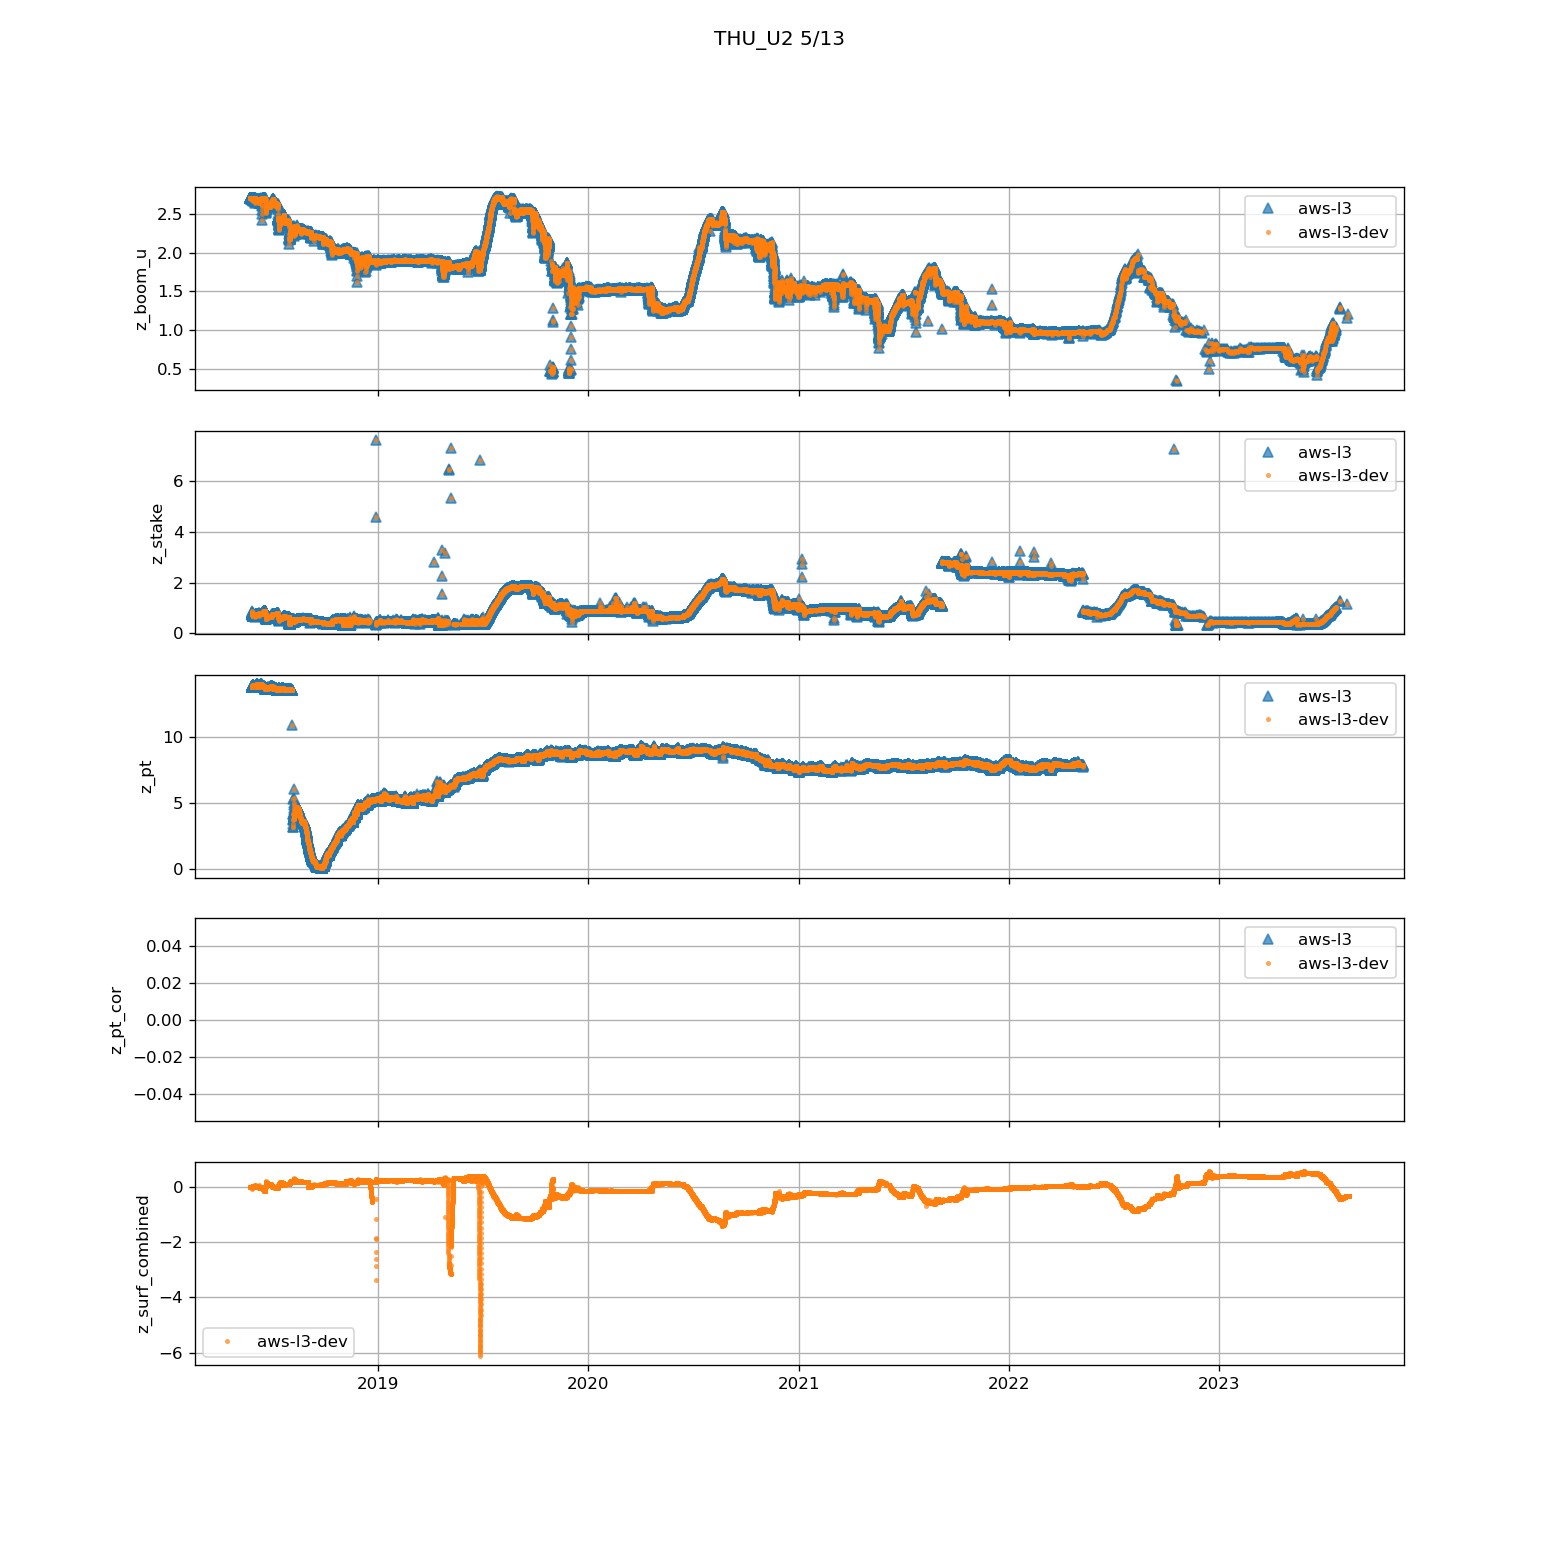 THU_U2 5/13
z_boom_u
2.5
2.0
1.5
1.0
0.5
aws-l3
aws-l3-dev
z_stake
6
4
2
0
aws-l3
aws-l3-dev
z_pt
10
5
0
aws-l3
aws-l3-dev
z_pt_cor
0.04
0.02
0.00
−0.02
−0.04
aws-l3
aws-l3-dev
z_surf_combined
0
−2
−4
−6
aws-l3-dev
2019 2020 2021 2022 2023